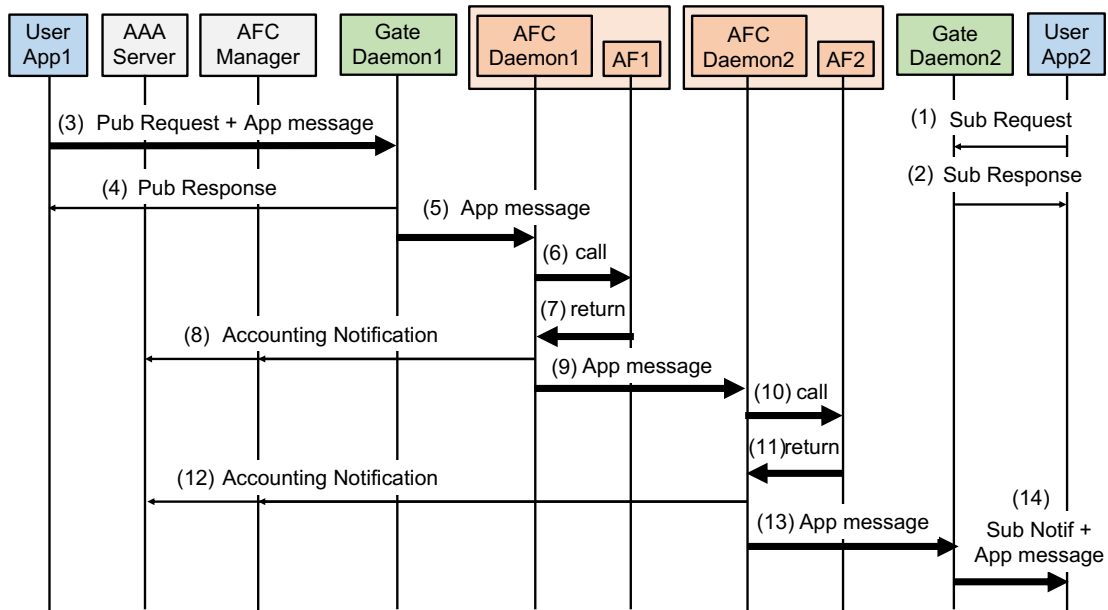 User
App1
AAA
Server
AFC
Manager
Gate
Daemon1
AFC
Daemon1
AF1
AFC
Daemon2
AF2
Gate
Daemon2
User
App2
(3) Pub Request + App message
(1) Sub Request
(4) Pub Response
(2) Sub Response
(5) App message
(6) call
(7) return
(8) Accounting Notification
(9) App message
(10) call
(11) return
(12) Accounting Notification
(13) App message
(14)
Sub Notif +
App message